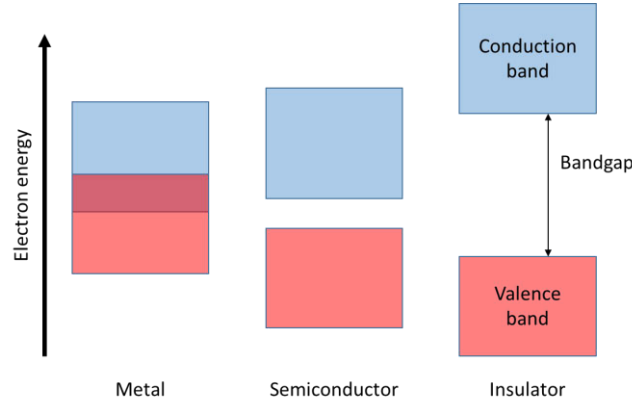 Conduction
band
Bandgap
Electron energy
Valence
band
Metal
Semiconductor
Insulator